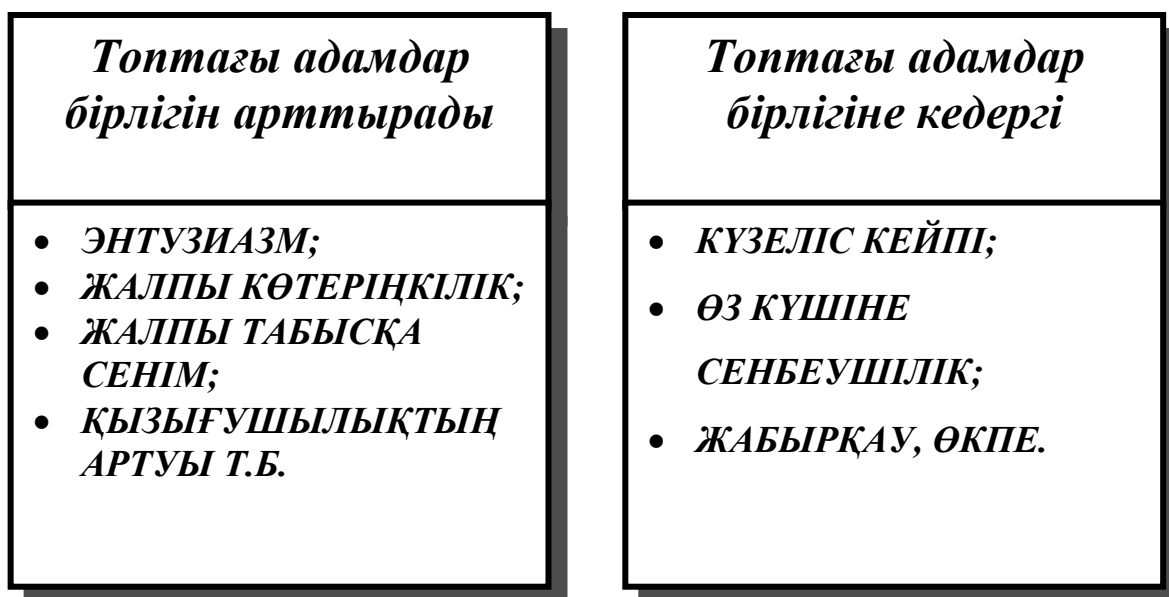 Топтағы адамдар
бірлігін арттырады
• ЭНТУЗИАЗМ;
• ЖАЛПЫ КӨТЕРІҢКІЛІК;
• ЖАЛПЫ ТАБЫСҚА
СЕНІМ;
• ҚЫЗЫҒУШЫЛЫҚТЫҢ
АРТУЫ Т.Б.
Топтағы адамдар
бірлігіне кедергі
• КҮЗЕЛІС КЕЙПІ;
• ӨЗ КҮШІНЕ
СЕНБЕУШІЛІК;
• ЖАБЫРҚАУ, ӨКПЕ.